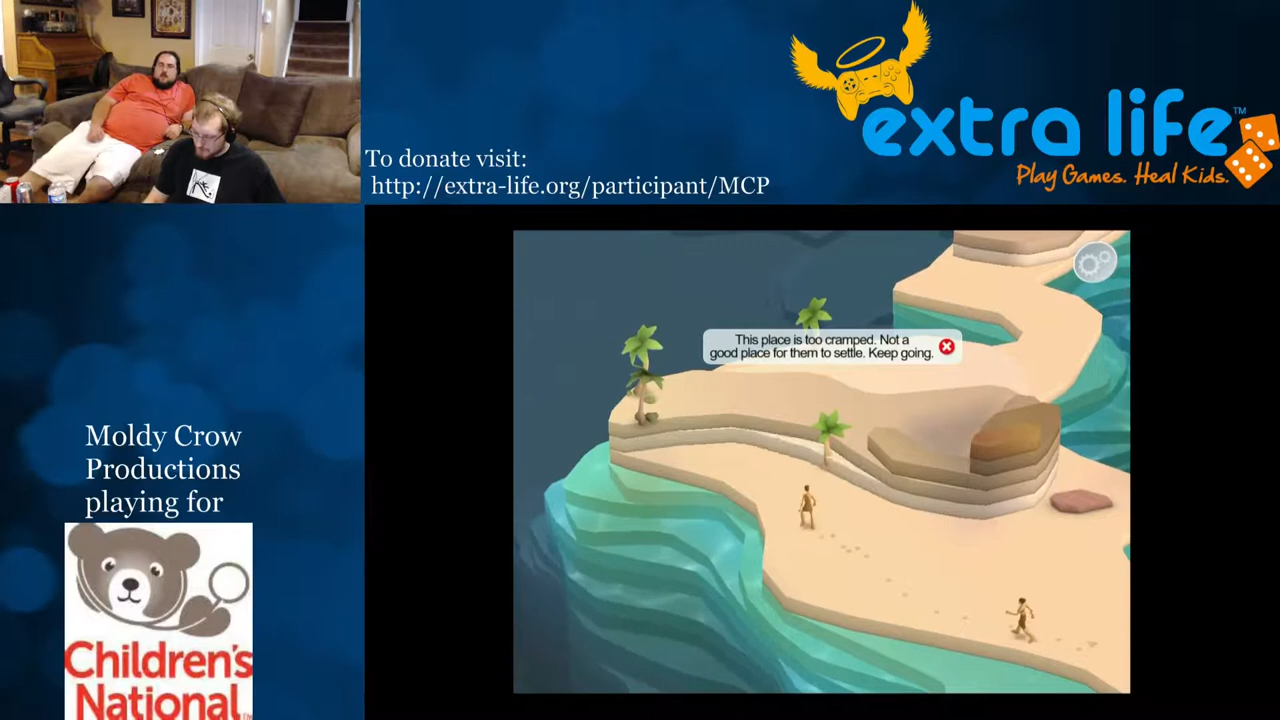 extra life™
Play Games. Heal Kids.
To donate visit:
http://extra-life.org/participant/MCP
This place is too cramped. Not a
good place for them to settle. Keep going.
Moldy Crow
Productions
playing for
Children's
National